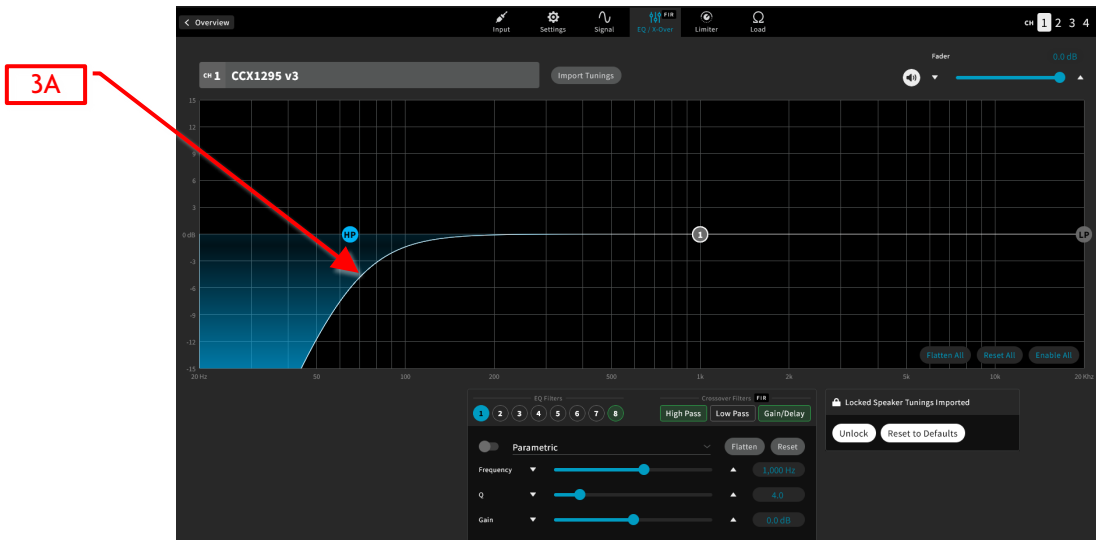 Overview
Input
Settings
Signal
FIR
EQ / X-Over
Limiter
Load
CH 1 2 3 4
3A
CH 1 CCX1295 v3
Import Tunings
Fader
0.0 dB
15
12
9
6
3
0 dB
-3
-6
-9
-12
-15
HP
1
LP
Flatten All
Reset All
Enable All
20 Hz
50
100
200
500
1k
2k
5k
10k
20 Khz
EQ Filters
1 2 3 4 5 6 7 8
Crossaver Filters FIR
High Pass
Low Pass
Gain/Delay
Locked Speaker Tunings Imported
Unlock
Reset to Defaults
Parametric
Flatten
Reset
Frequency
1,000 Hz
Q
4.0
Gain
0.0 dB